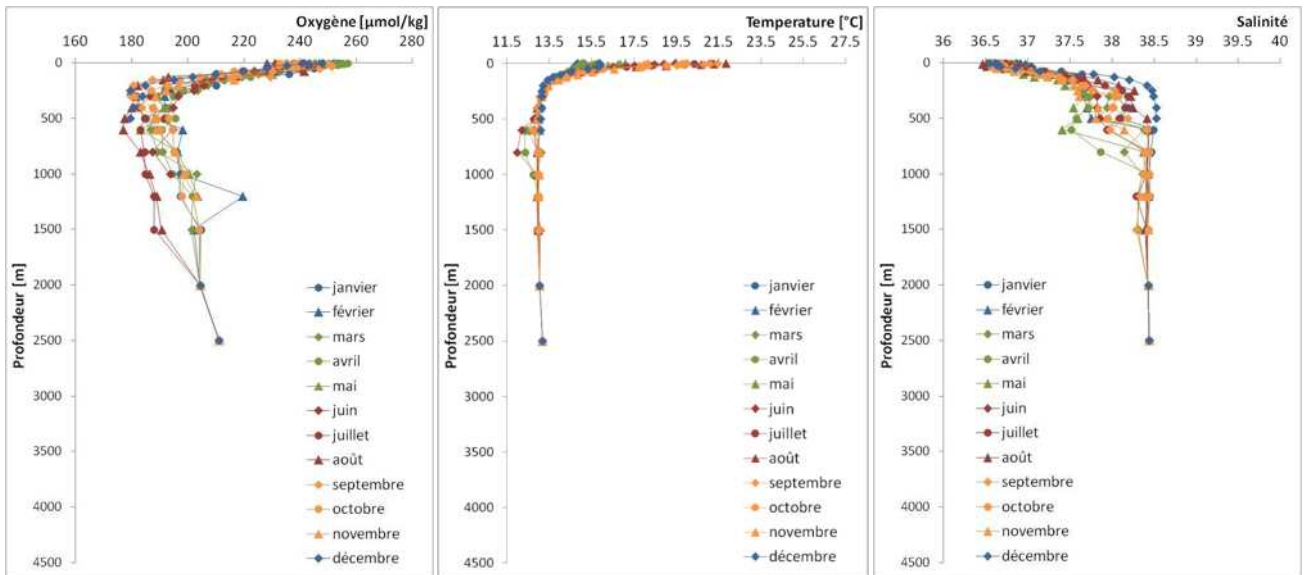 Oxygène [µmol/kg]
160 180 200 220 240 260 280
0
500
1000
1500
2000
2500
3000
3500
4000
4500
Profondeur [m]
janvier
février
mars
avril
mai
juin
juillet
août
septembre
octobre
novembre
décembre
Temperature [°C]
11.5 13.5 15.5 17.5 19.5 21.5 23.5 25.5 27.5
0
500
1000
1500
2000
2500
3000
3500
4000
4500
Profondeur [m]
janvier
février
mars
avril
mai
juin
juillet
août
septembre
octobre
novembre
décembre
Salinité
36 36.5 37 37.5 38 38.5 39 39.5 40
0
500
1000
1500
2000
2500
3000
3500
4000
4500
Profondeur [m]
janvier
février
mars
avril
mai
juin
juillet
août
septembre
octobre
novembre
décembre